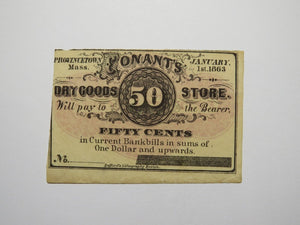 PROVINCETOWN Mass.
JANUARY. 1st. 1863
CONANT'S
DRY GOODS 50 STORE.
Will pay to the Bearer,
FIFTY CENTS
in Current Bankbills in sums of
One Dollar and upwards.
No.